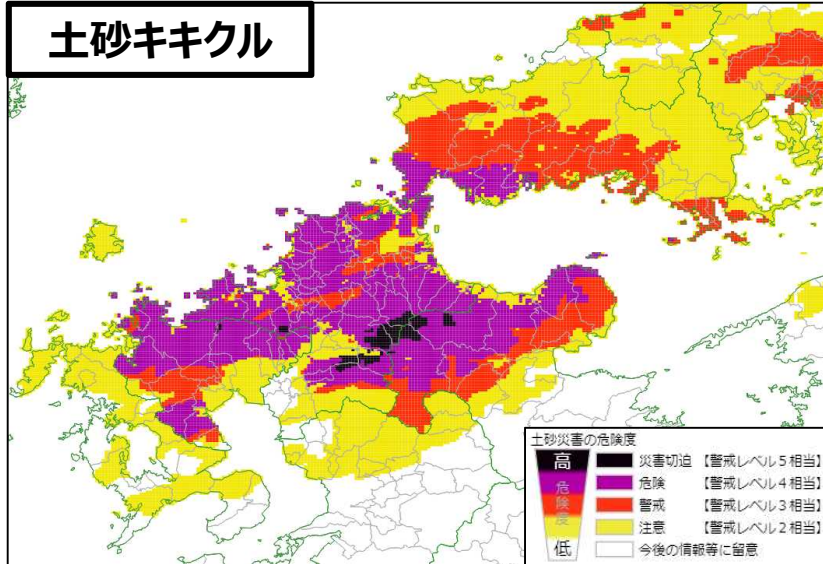 土砂キキクル
土砂災害の危険度
高
危険度
低
災害切迫 【警戒レベル5相当】
危険 【警戒レベル4相当】
警戒 【警戒レベル3相当】
注意 【警戒レベル2相当】
今後の情報等に留意